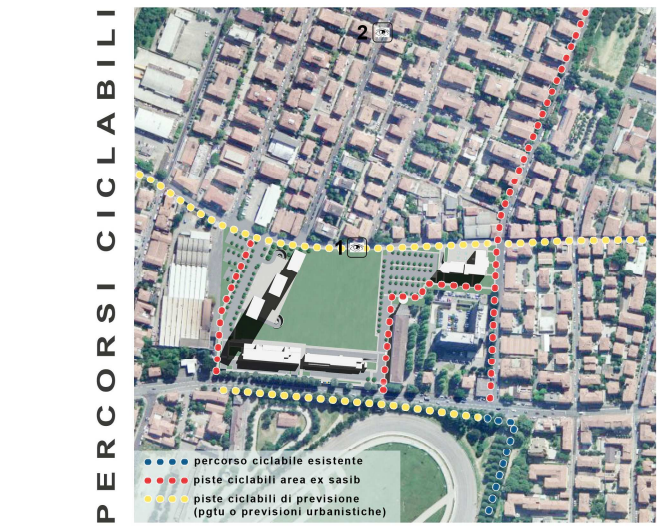 PERCORSI CICLABILI
2
1
percorso ciclabile esistente
piste ciclabili area ex sasib
piste ciclabili di previsione
(pgtu o previsioni urbanistiche)